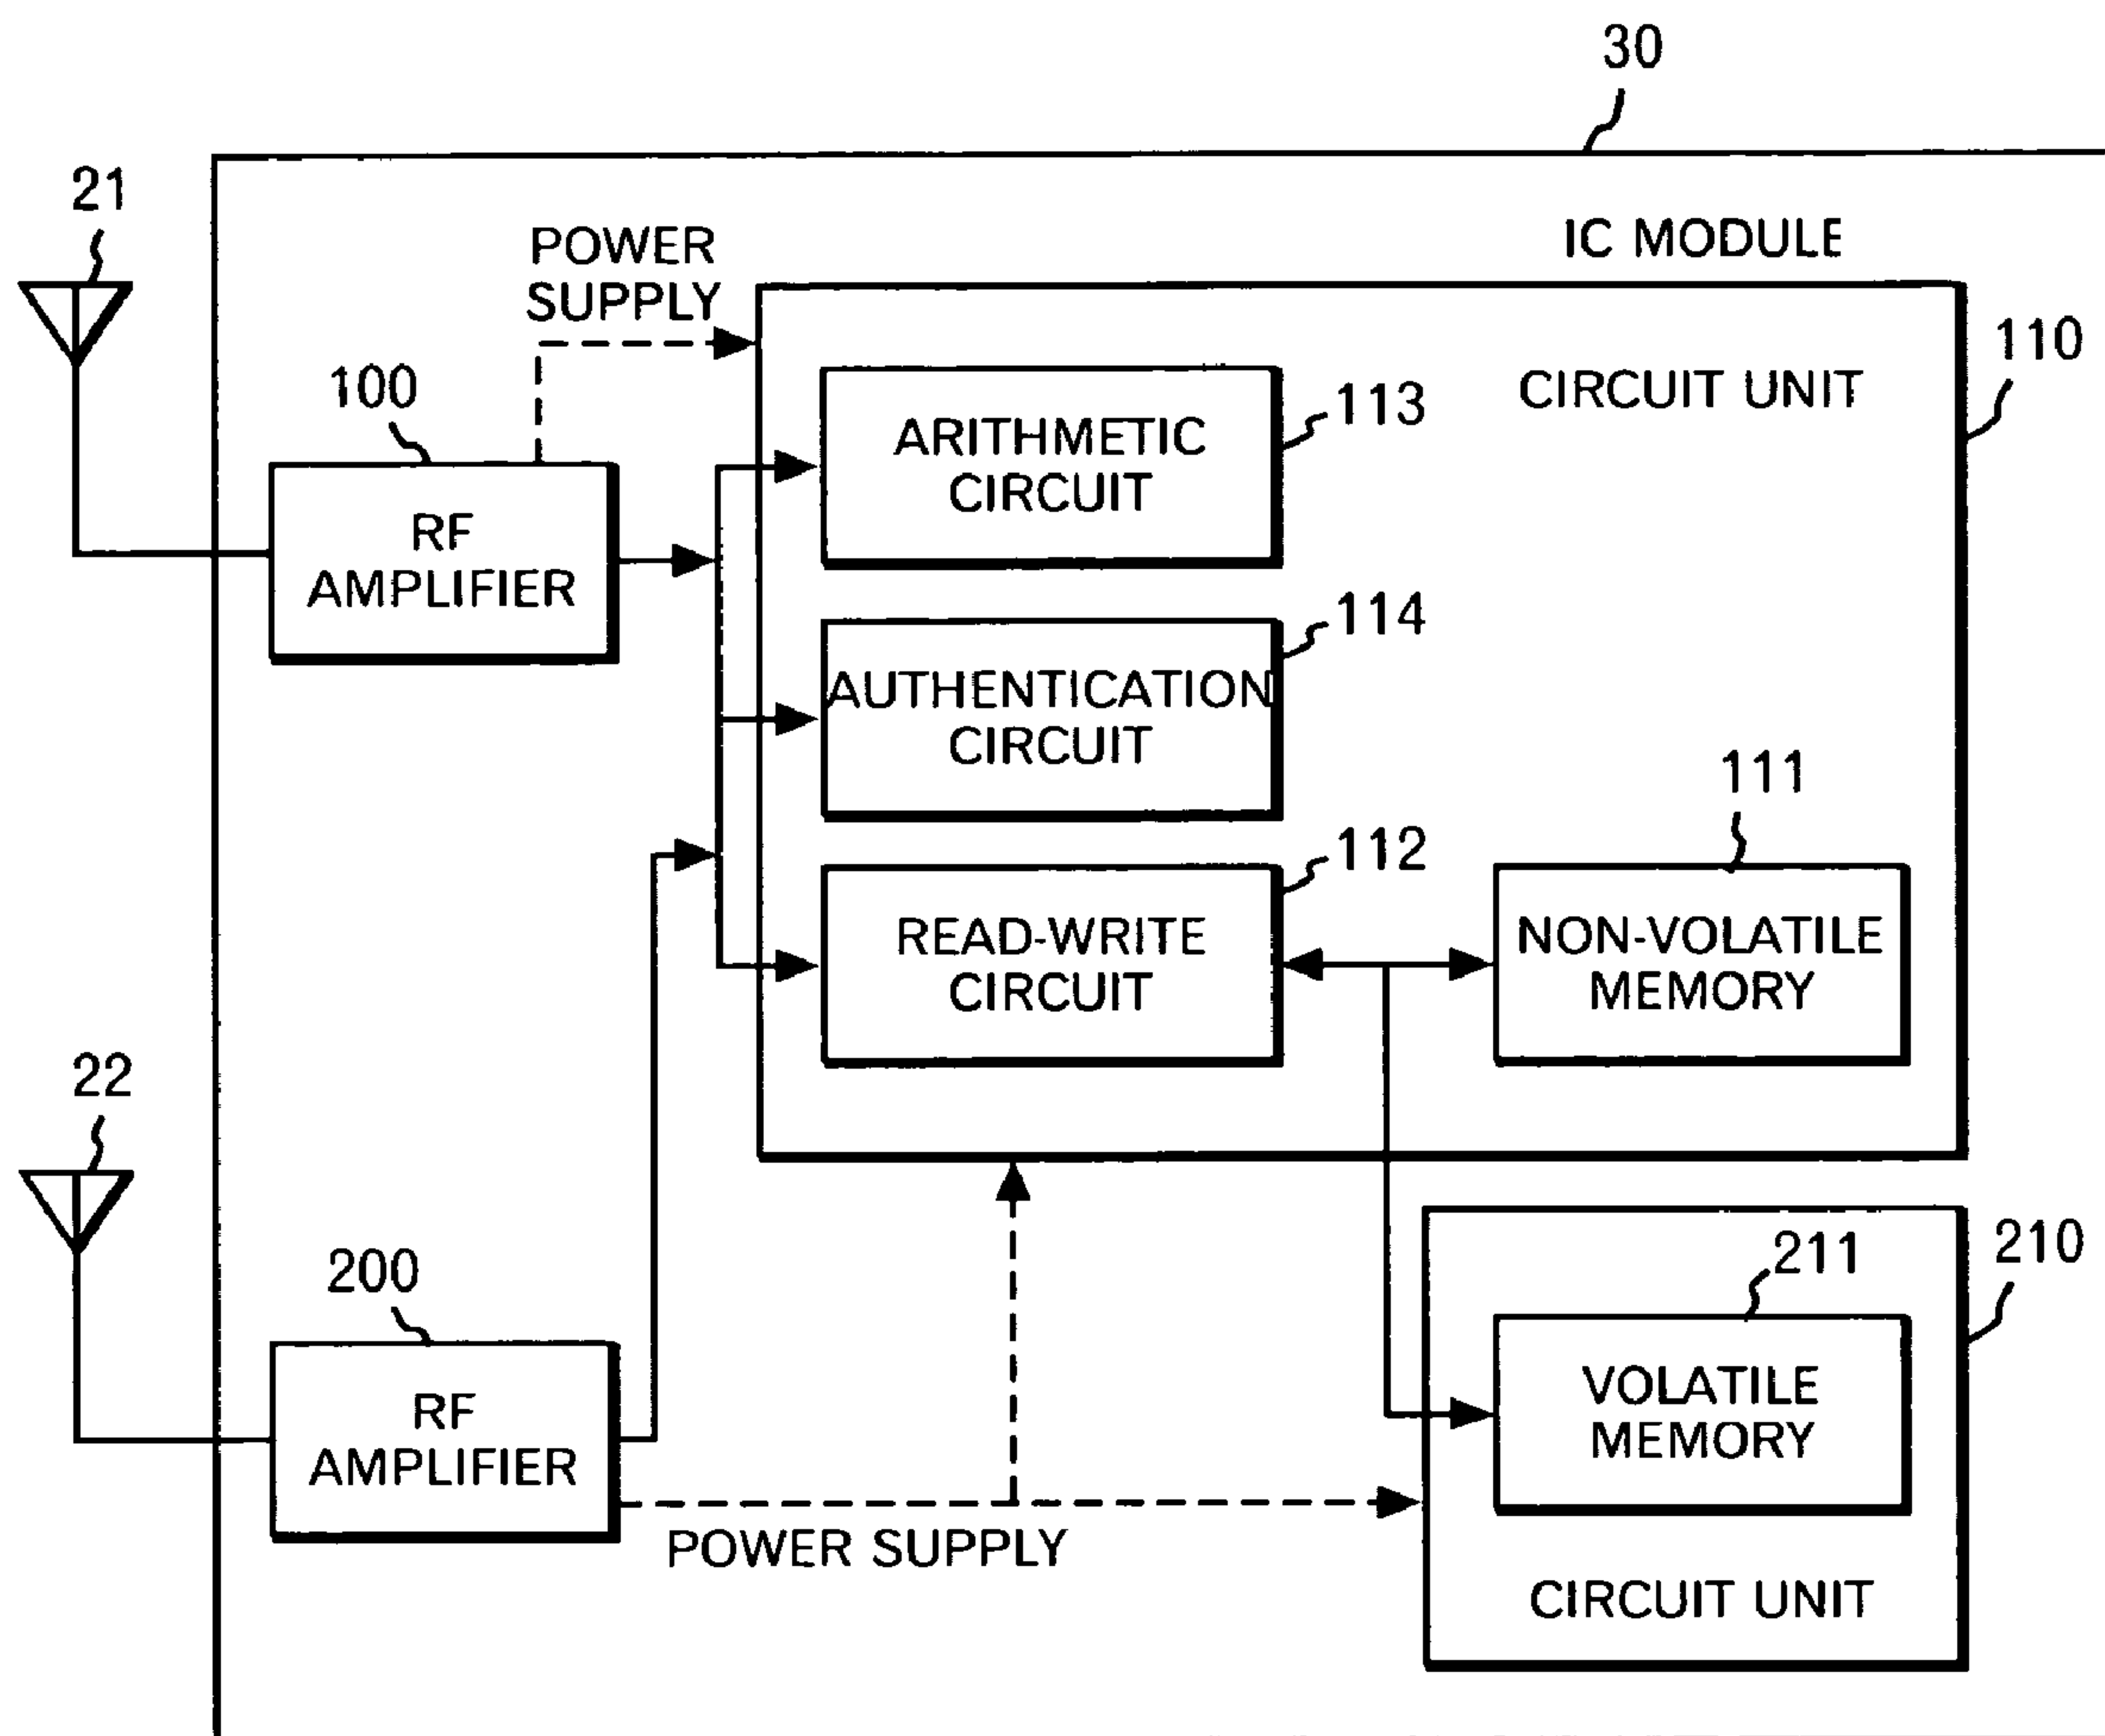 30
21
IC MODULE
POWER
SUPPLY
110
CIRCUIT UNIT
100
113
ARITHMETIC
CIRCUIT
RF
AMPLIFIER
114
AUTHENTICATION
CIRCUIT
111
112
READ-WRITE
CIRCUIT
NON-VOLATILE
MEMORY
22
200
211
210
VOLATILE
MEMORY
RF
AMPLIFIER
POWER SUPPLY
CIRCUIT UNIT